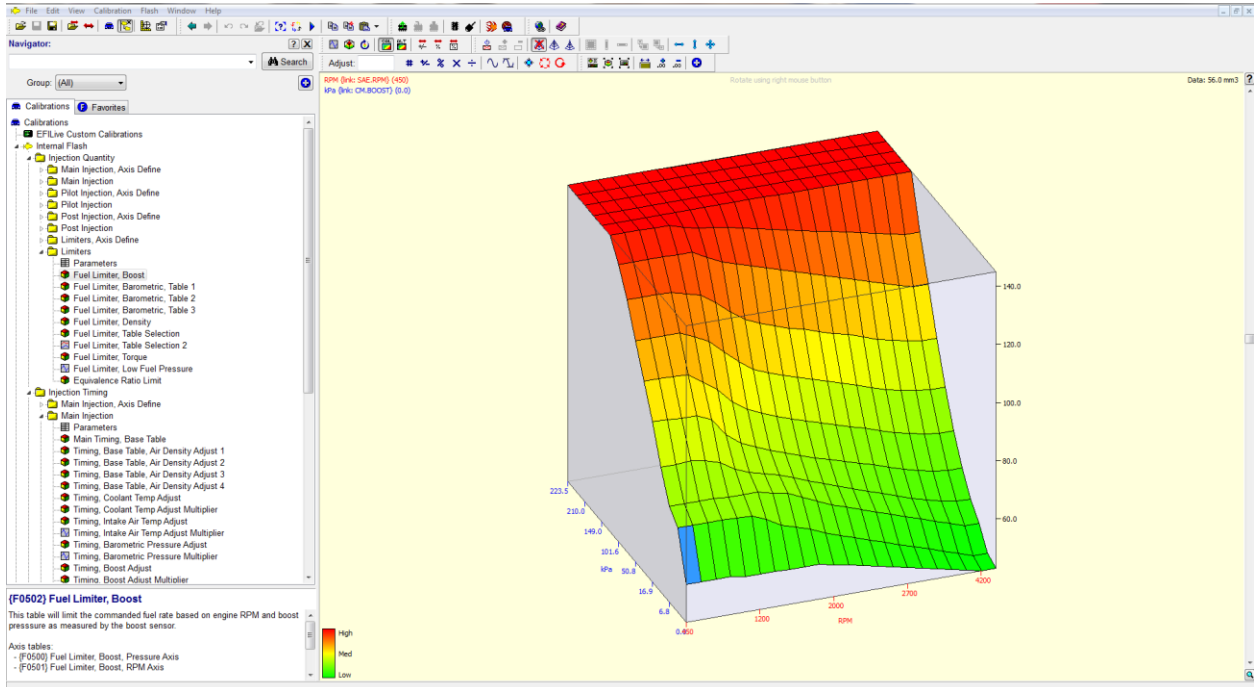 File Edit View Calibration Flash Window Help
Navigator:
Search
Group: (All)
Calibrations
Favorites
Calibrations
EFILive Custom Calibrations
Internal Flash
Injection Quantity
Main Injection, Axis Define
Main Injection
Pilot Injection, Axis Define
Pilot Injection
Post Injection, Axis Define
Post Injection
Limiters, Axis Define
Limiters
Parameters
Fuel Limiter, Boost
Fuel Limiter, Barometric, Table 1
Fuel Limiter, Barometric, Table 2
Fuel Limiter, Barometric, Table 3
Fuel Limiter, Density
Fuel Limiter, Table Selection
Fuel Limiter, Table Selection 2
Fuel Limiter, Torque
Fuel Limiter, Low Fuel Pressure
Equivalence Ratio Limit
Injection Timing
Main Injection, Axis Define
Main Injection
Parameters
Main Timing, Base Table
Timing, Base Table, Air Density Adjust 1
Timing, Base Table, Air Density Adjust 2
Timing, Base Table, Air Density Adjust 3
Timing, Base Table, Air Density Adjust 4
Timing, Coolant Temp Adjust
Timing, Coolant Temp Adjust Multiplier
Timing, Intake Air Temp Adjust
Timing, Intake Air Temp Adjust Multiplier
Timing, Barometric Pressure Adjust
Timing, Barometric Pressure Multiplier
Timing, Boost Adjust
Timing, Boost Adjust Multiplier
{F0502} Fuel Limiter, Boost
This table will limit the commanded fuel rate based on engine RPM and boost
presssure as measured by the boost sensor.
Axis tables:
- {F0500} Fuel Limiter, Boost, Pressure Axis
- {F0501} Fuel Limiter, Boost, RPM Axis
Adjust:
RPM (link: SAE.RPM) (450)
kPa (link: CM.BOOST) (0.0)
Rotate using right mouse button
Data: 56.0 mm3
140.0
120.0
100.0
80.0
60.0
223.5
210.0
149.0
101.6
kPa
50.8
16.9
6.8
1200
2000
RPM
2700
4200
High
Med
Low